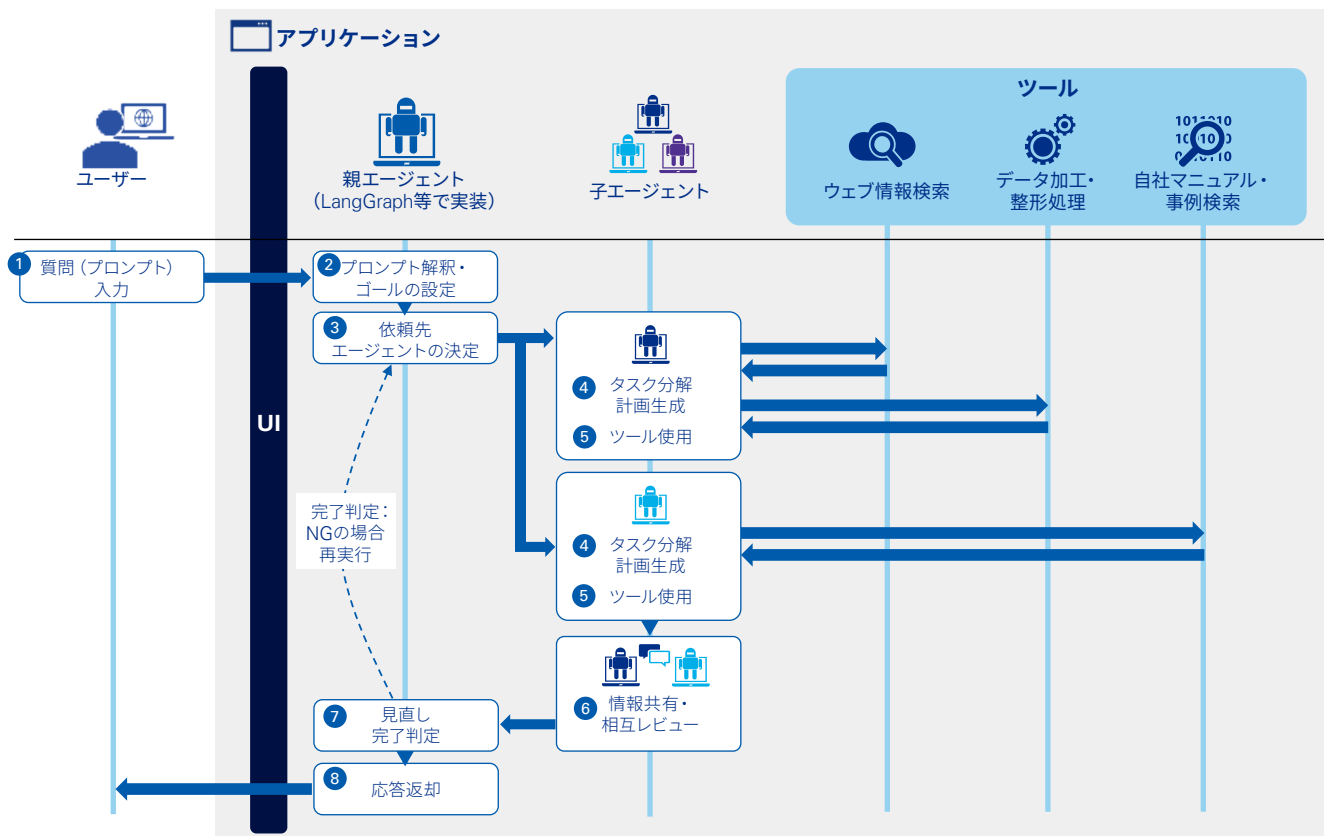 アプリケーション
ツール
ユーザー
親エージェント
(LangGraph等で実装)
子エージェント
ウェブ情報検索
データ加工・
整形処理
1011010
自社マニュアル・
事例検索
UI
1 質問(プロンプト)
入力
2 プロンプト解釈・
ゴールの設定
3 依頼先
エージェントの決定
4 タスク分解
計画生成
5 ツール使用
完了判定:
NGの場合
再実行
4 タスク分解
計画生成
5 ツール使用
6 情報共有・
相互レビュー
7 見直し
完了判定
8 応答返却